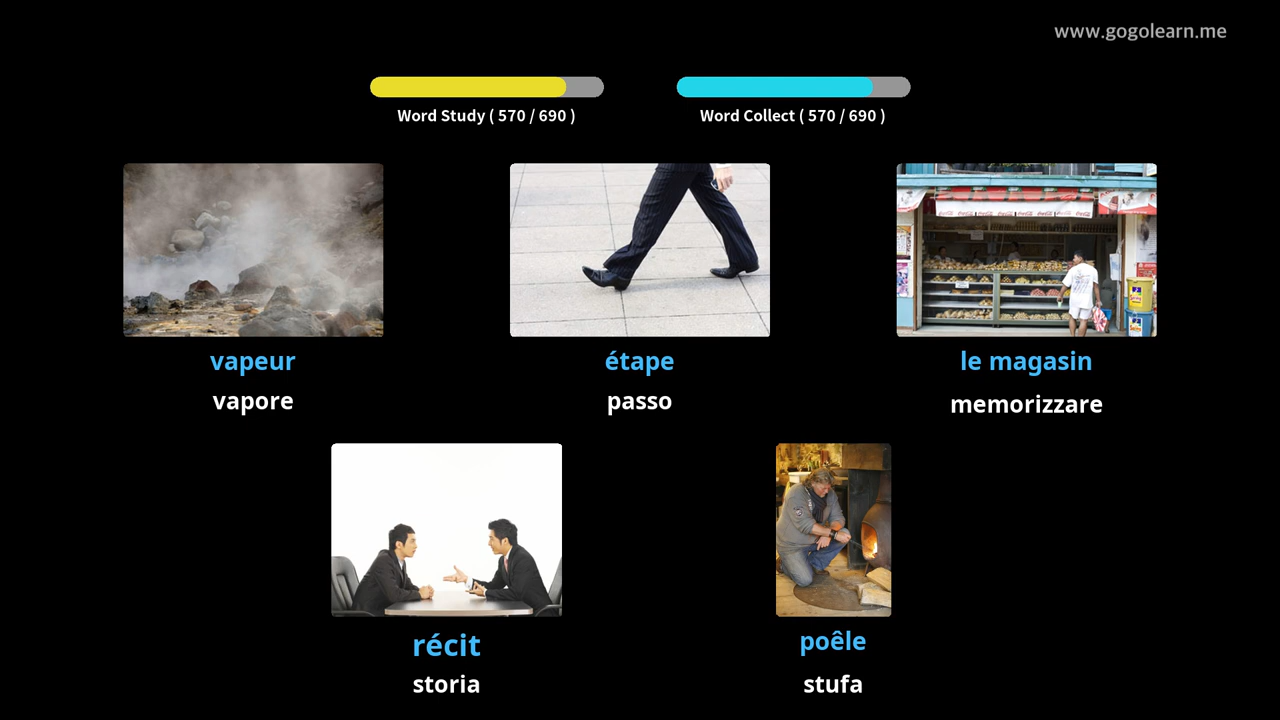 www.gogolearn.me
Word Study ( 570 / 690 )
Word Collect ( 570 / 690 )
vapeur
étape
le magasin
vapore
passo
memorizzare
récit
poêle
storia
stufa